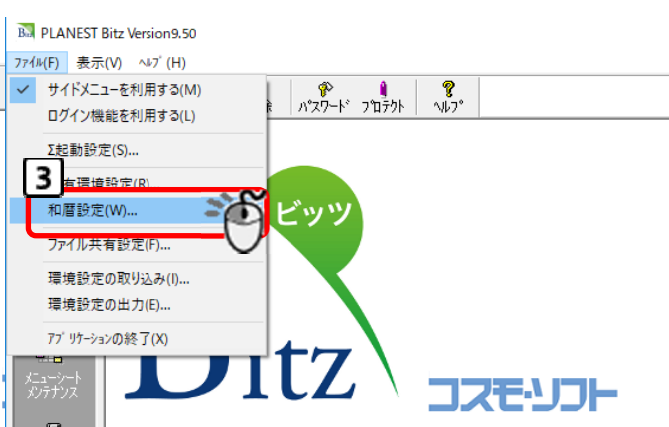 PLANEST Bitz Version9.50
ﾌｧｲﾙ(F) 表示(V) ﾍﾙﾌﾟ(H)
サイドメニューを利用する(M)
ログイン機能を利用する(L)
ﾊﾟｽワｰﾄﾞ ﾌﾟﾛﾃｸﾄ ﾍﾙﾌﾟ
Σ起動設定(S)...
3
有環境設定(R)
和暦設定(W)...
ビッツ
ファイル共有設定(F)...
環境設定の取り込み(I)...
環境設定の出力(E)...
ｱﾌﾟﾘｹｰｼｮﾝの終了(X)
Bitz
ﾒﾆｭｰｼｰﾄ
ﾒﾝﾃﾅﾝｽ
コスモ・ソフト